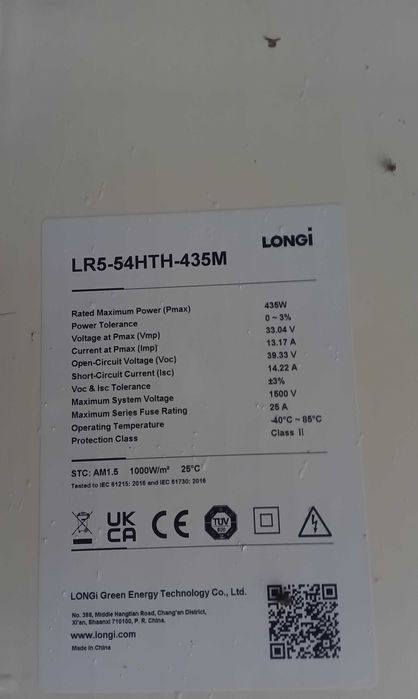 LONGi
LR5-54HTH-435M
Rated Maximum Power (Pmax) 435W
Power Tolerance 0 ~ 3%
Voltage at Pmax (Vmp) 33.04 V
Current at Pmax (Imp) 13.17 A
Open-Circuit Voltage (Voc) 39.33 V
Short-Circuit Current (Isc) 14.22 A
Voc & Isc Tolerance ±3%
Maximum System Voltage 1500 V
Maximum Series Fuse Rating 25 A
Operating Temperature -40°C ~ 85°C
Protection Class Class II
STC: AM1.5 1000W/m² 25°C
Tested to IEC 61215: 2016 and IEC 61730: 2016
UK
CA
CE
TUV
LONGi Green Energy Technology Co., Ltd.
No. 388, Middle Hangtian Road, Chang'an District,
Xi'an, Shaanxi 710100, P. R. China.
www.longi.com
Made in China